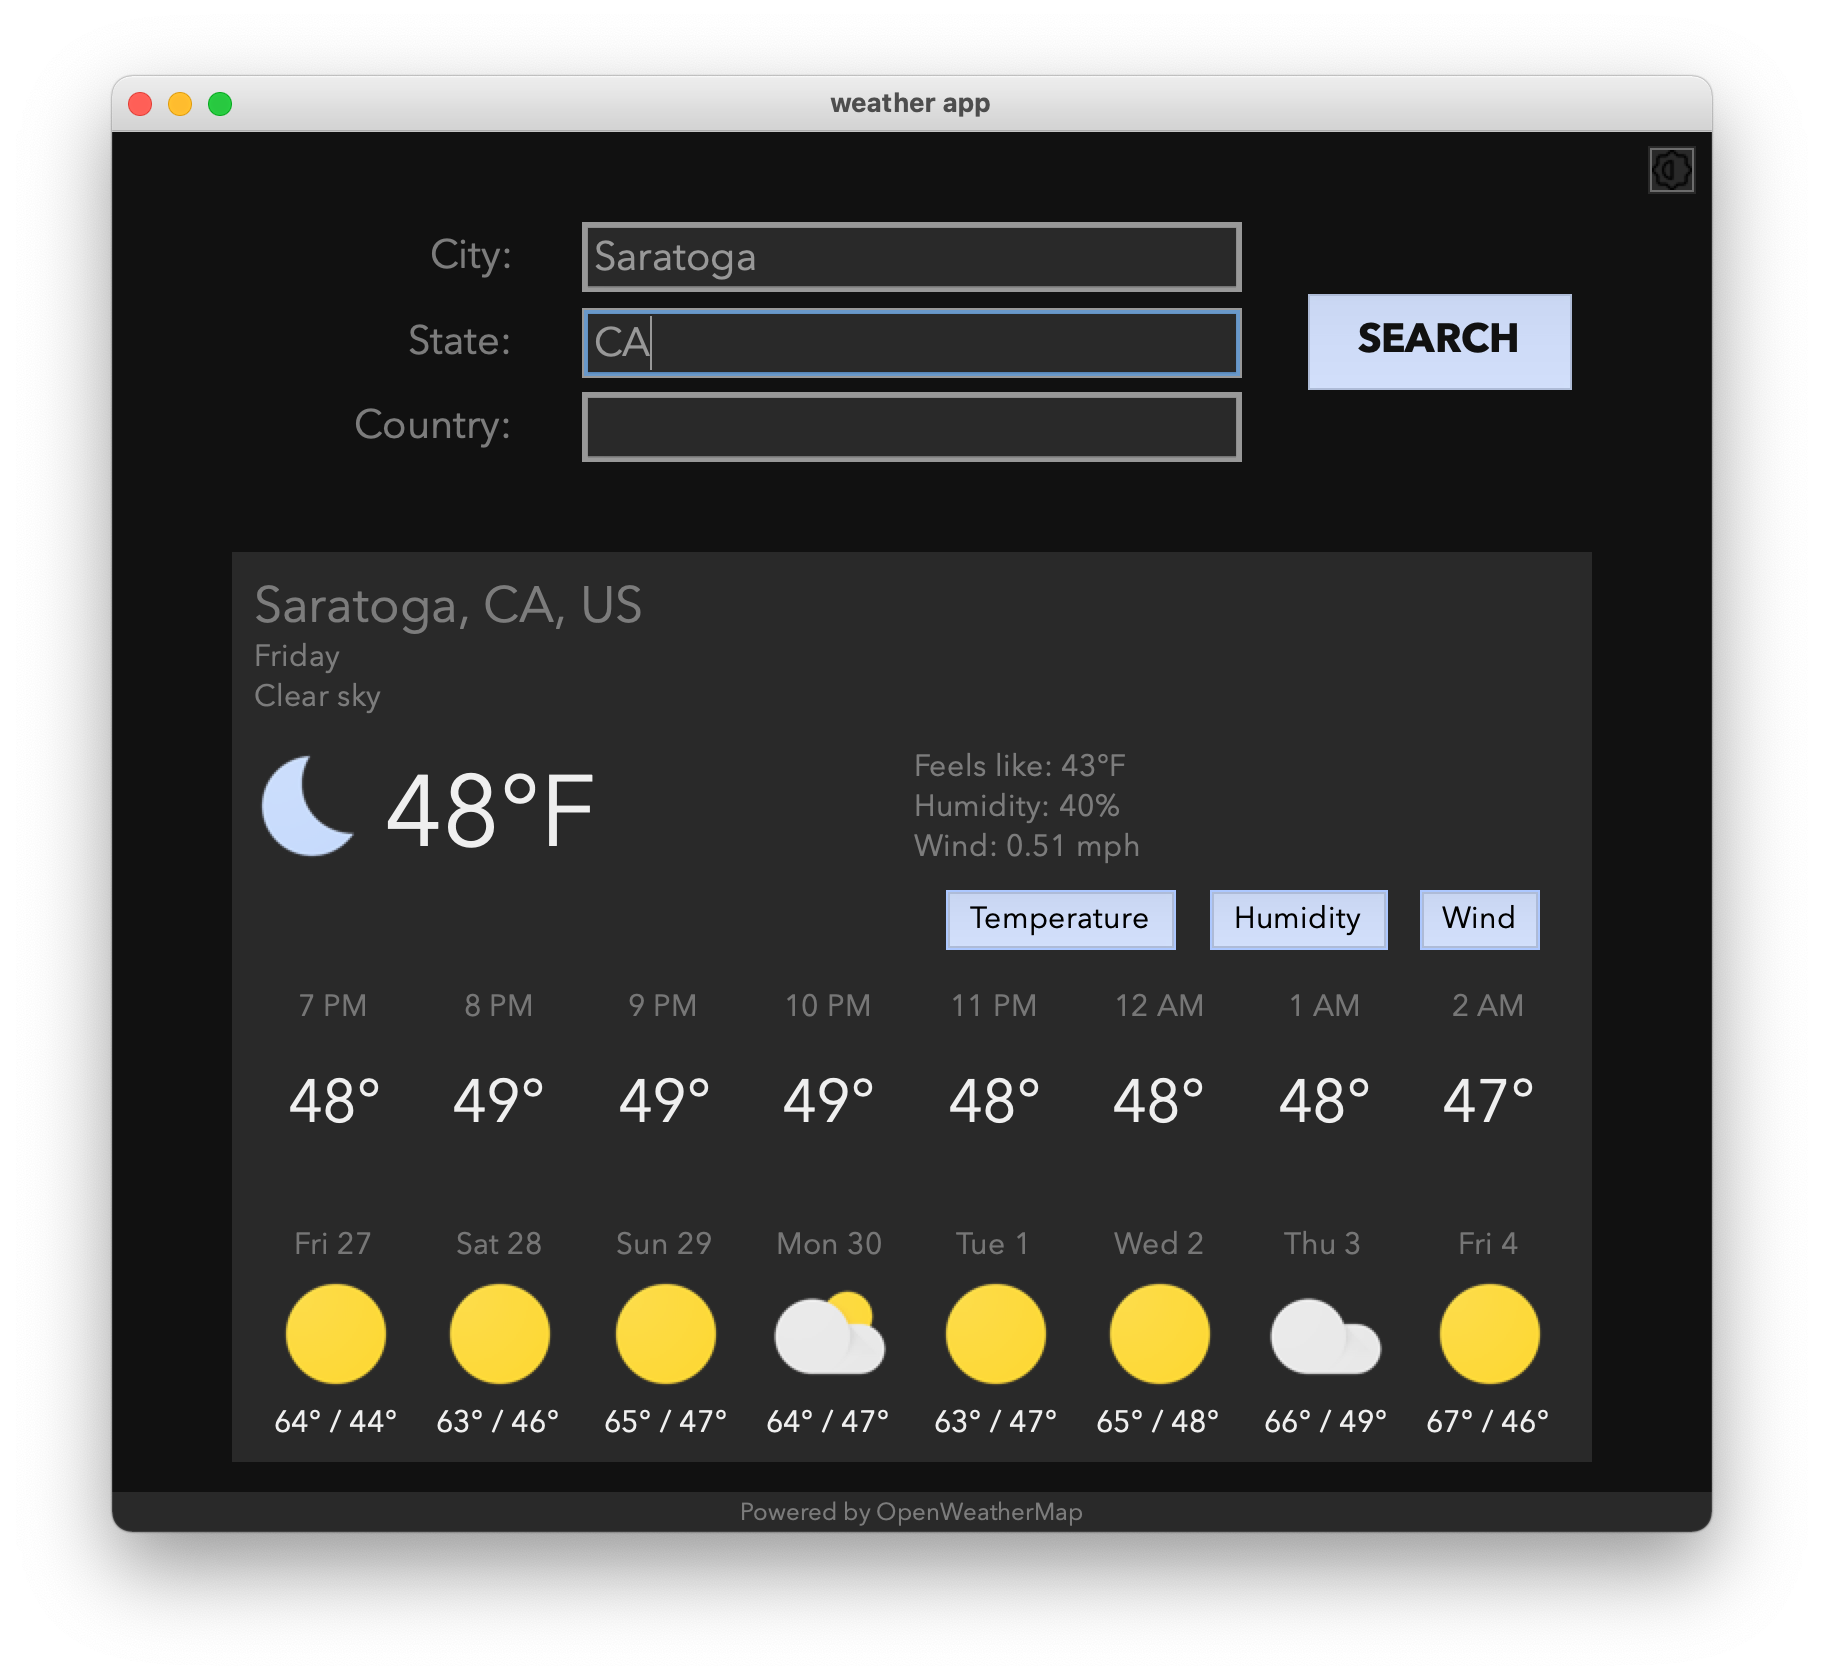 weather app
City:
Saratoga
State:
CA
SEARCH
Country:
Saratoga, CA, US
Friday
Clear sky
48°F
Feels like: 43°F
Humidity: 40%
Wind: 0.51 mph
Temperature Humidity Wind
7 PM 8 PM 9 PM 10 PM 11 PM 12 AM 1 AM 2 AM
48° 49° 49° 49° 48° 48° 48° 47°
Fri 27 Sat 28 Sun 29 Mon 30 Tue 1 Wed 2 Thu 3 Fri 4
64° / 44° 63° / 46° 65° / 47° 64° / 47° 63° / 47° 65° / 48° 66° / 49° 67° / 46°
Powered by OpenWeatherMap